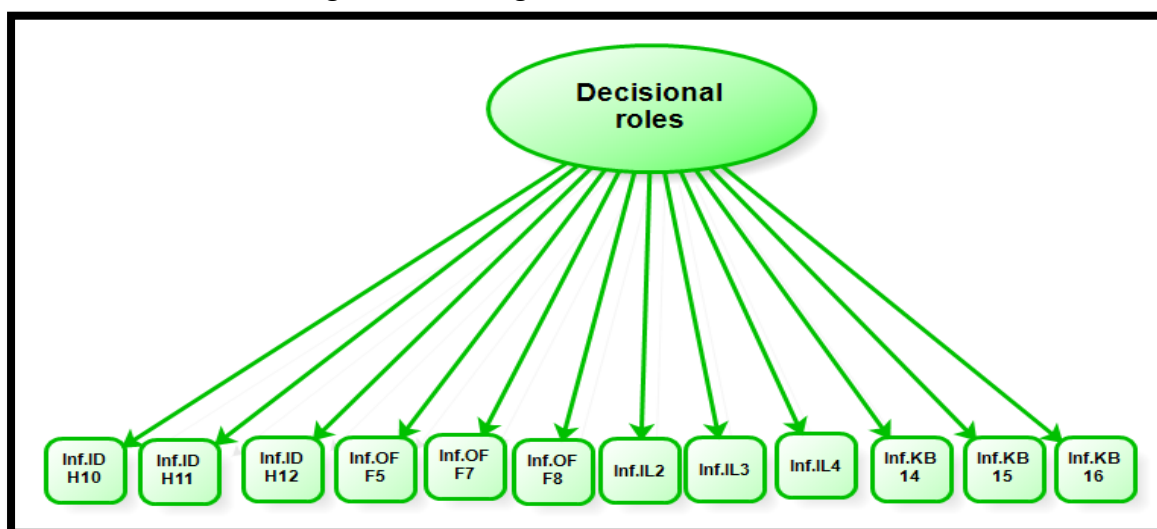 Decisional
roles
Inf.ID
H10
Inf.ID
H11
Inf.ID
H12
Inf.OF
F5
Inf.OF
F7
Inf.OF
F8
Inf.IL2
Inf.IL3
Inf.IL4
Inf.KB
14
Inf.KB
15
Inf.KB
16